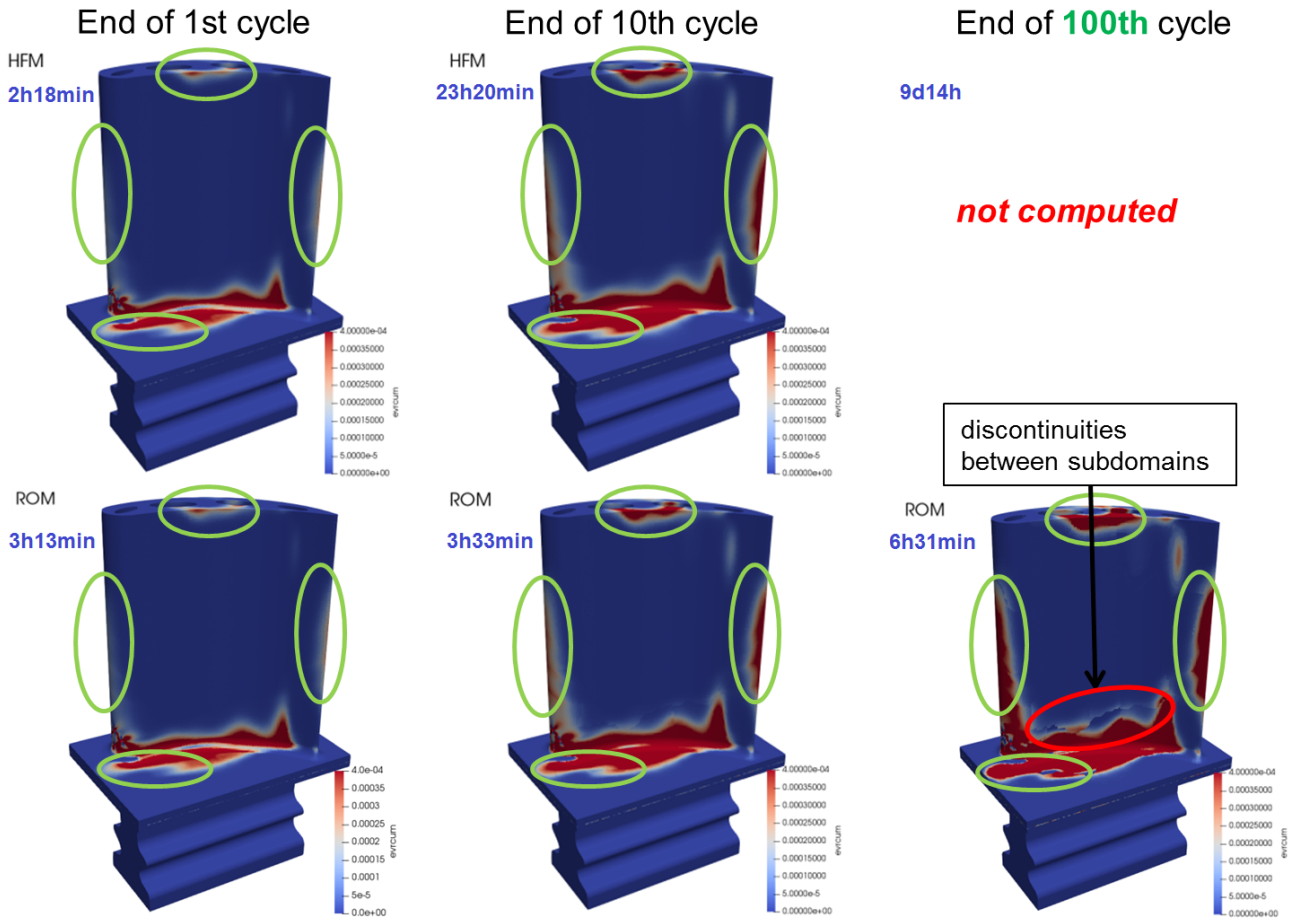 End of 1st cycle
End of 10th cycle
End of 100th cycle
HFM
2h18min
HFM
23h20min
9d14h
not computed
4.00000e-04
0.00035000
0.00030000
0.00025000
0.00020000
0.00015000
0.00010000
5.0000e-5
0.00000e+00
evrcum
4.00000e-04
0.00035000
0.00030000
0.00025000
0.00020000
0.00015000
0.00010000
5.0000e-5
0.00000e+00
evrcum
discontinuities
between subdomains
ROM
3h13min
ROM
3h33min
ROM
6h31min
4.0e-04
0.00035
0.0003
0.00025
0.0002
0.00015
0.0001
5e-5
0.0e+00
evrcum
4.00000e-04
0.00035000
0.00030000
0.00025000
0.00020000
0.00015000
0.00010000
5.0000e-5
0.00000e+00
evrcum
4.00000e-04
0.00035000
0.00030000
0.00025000
0.00020000
0.00015000
0.00010000
5.0000e-5
0.00000e+00
evrcum